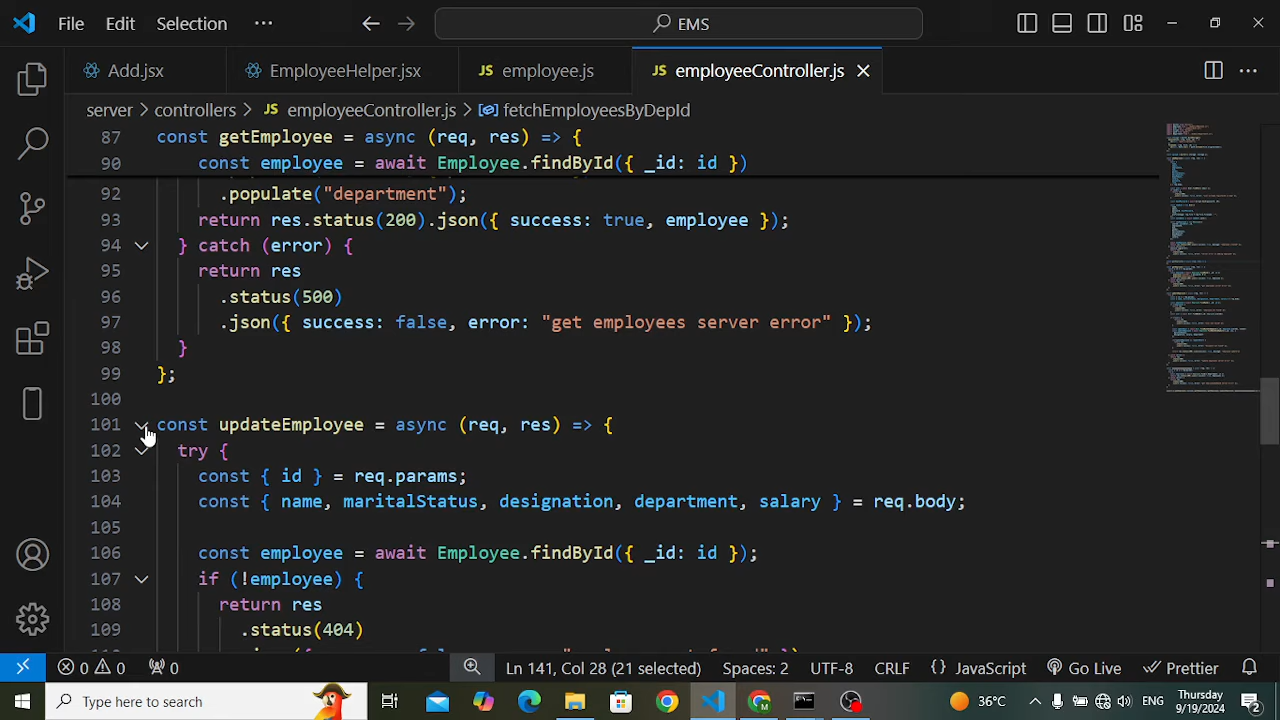 File Edit Selection ··· EMS
Add.jsx EmployeeHelper.jsx JS employee.js JS employeeController.js
server > controllers > JS employeeController.js > fetchEmployeesByDepId
87 const getEmployee = async (req, res) => {
90 const employee = await Employee.findById({ _id: id })
92 .populate("department");
93 return res.status(200).json({ success: true, employee });
94 } catch (error) {
95 return res
96 .status(500)
97 .json({ success: false, error: "get employees server error" });
98 }
99 };
100
101 const updateEmployee = async (req, res) => {
102 try {
103 const { id } = req.params;
104 const { name, maritalStatus, designation, department, salary } = req.body;
105
106 const employee = await Employee.findById({ _id: id });
107 if (!employee) {
108 return res
109 .status(404)
0 0 0 Ln 141, Col 28 (21 selected) Spaces: 2 UTF-8 CRLF {} JavaScript Go Live Prettier
Type here to search 36°C ENG Thursday
9/19/2024 2